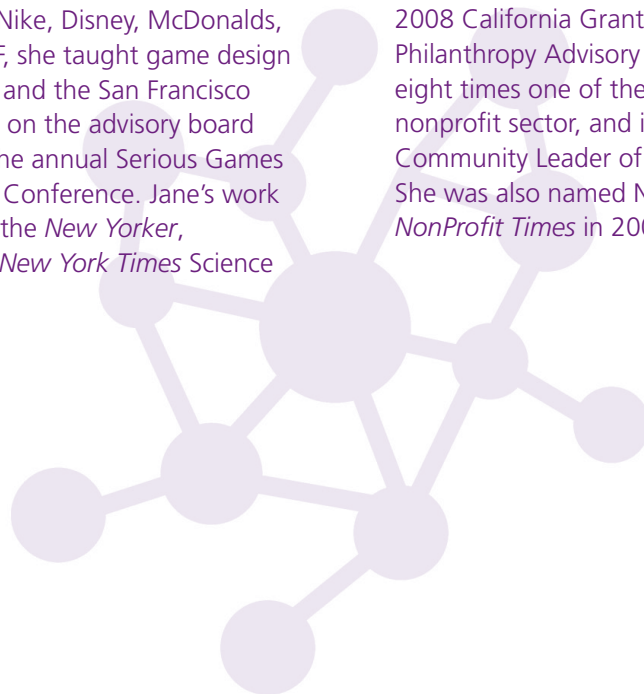 Nike, Disney, McDonalds,
, she taught game design
and the San Francisco
on the advisory board
annual Serious Games
Conference. Jane's work
the New Yorker,
New York Times Science
2008 California Grant
Philanthropy Advisory
eight times one of the
nonprofit sector, and i
Community Leader of
She was also named N
NonProfit Times in 200